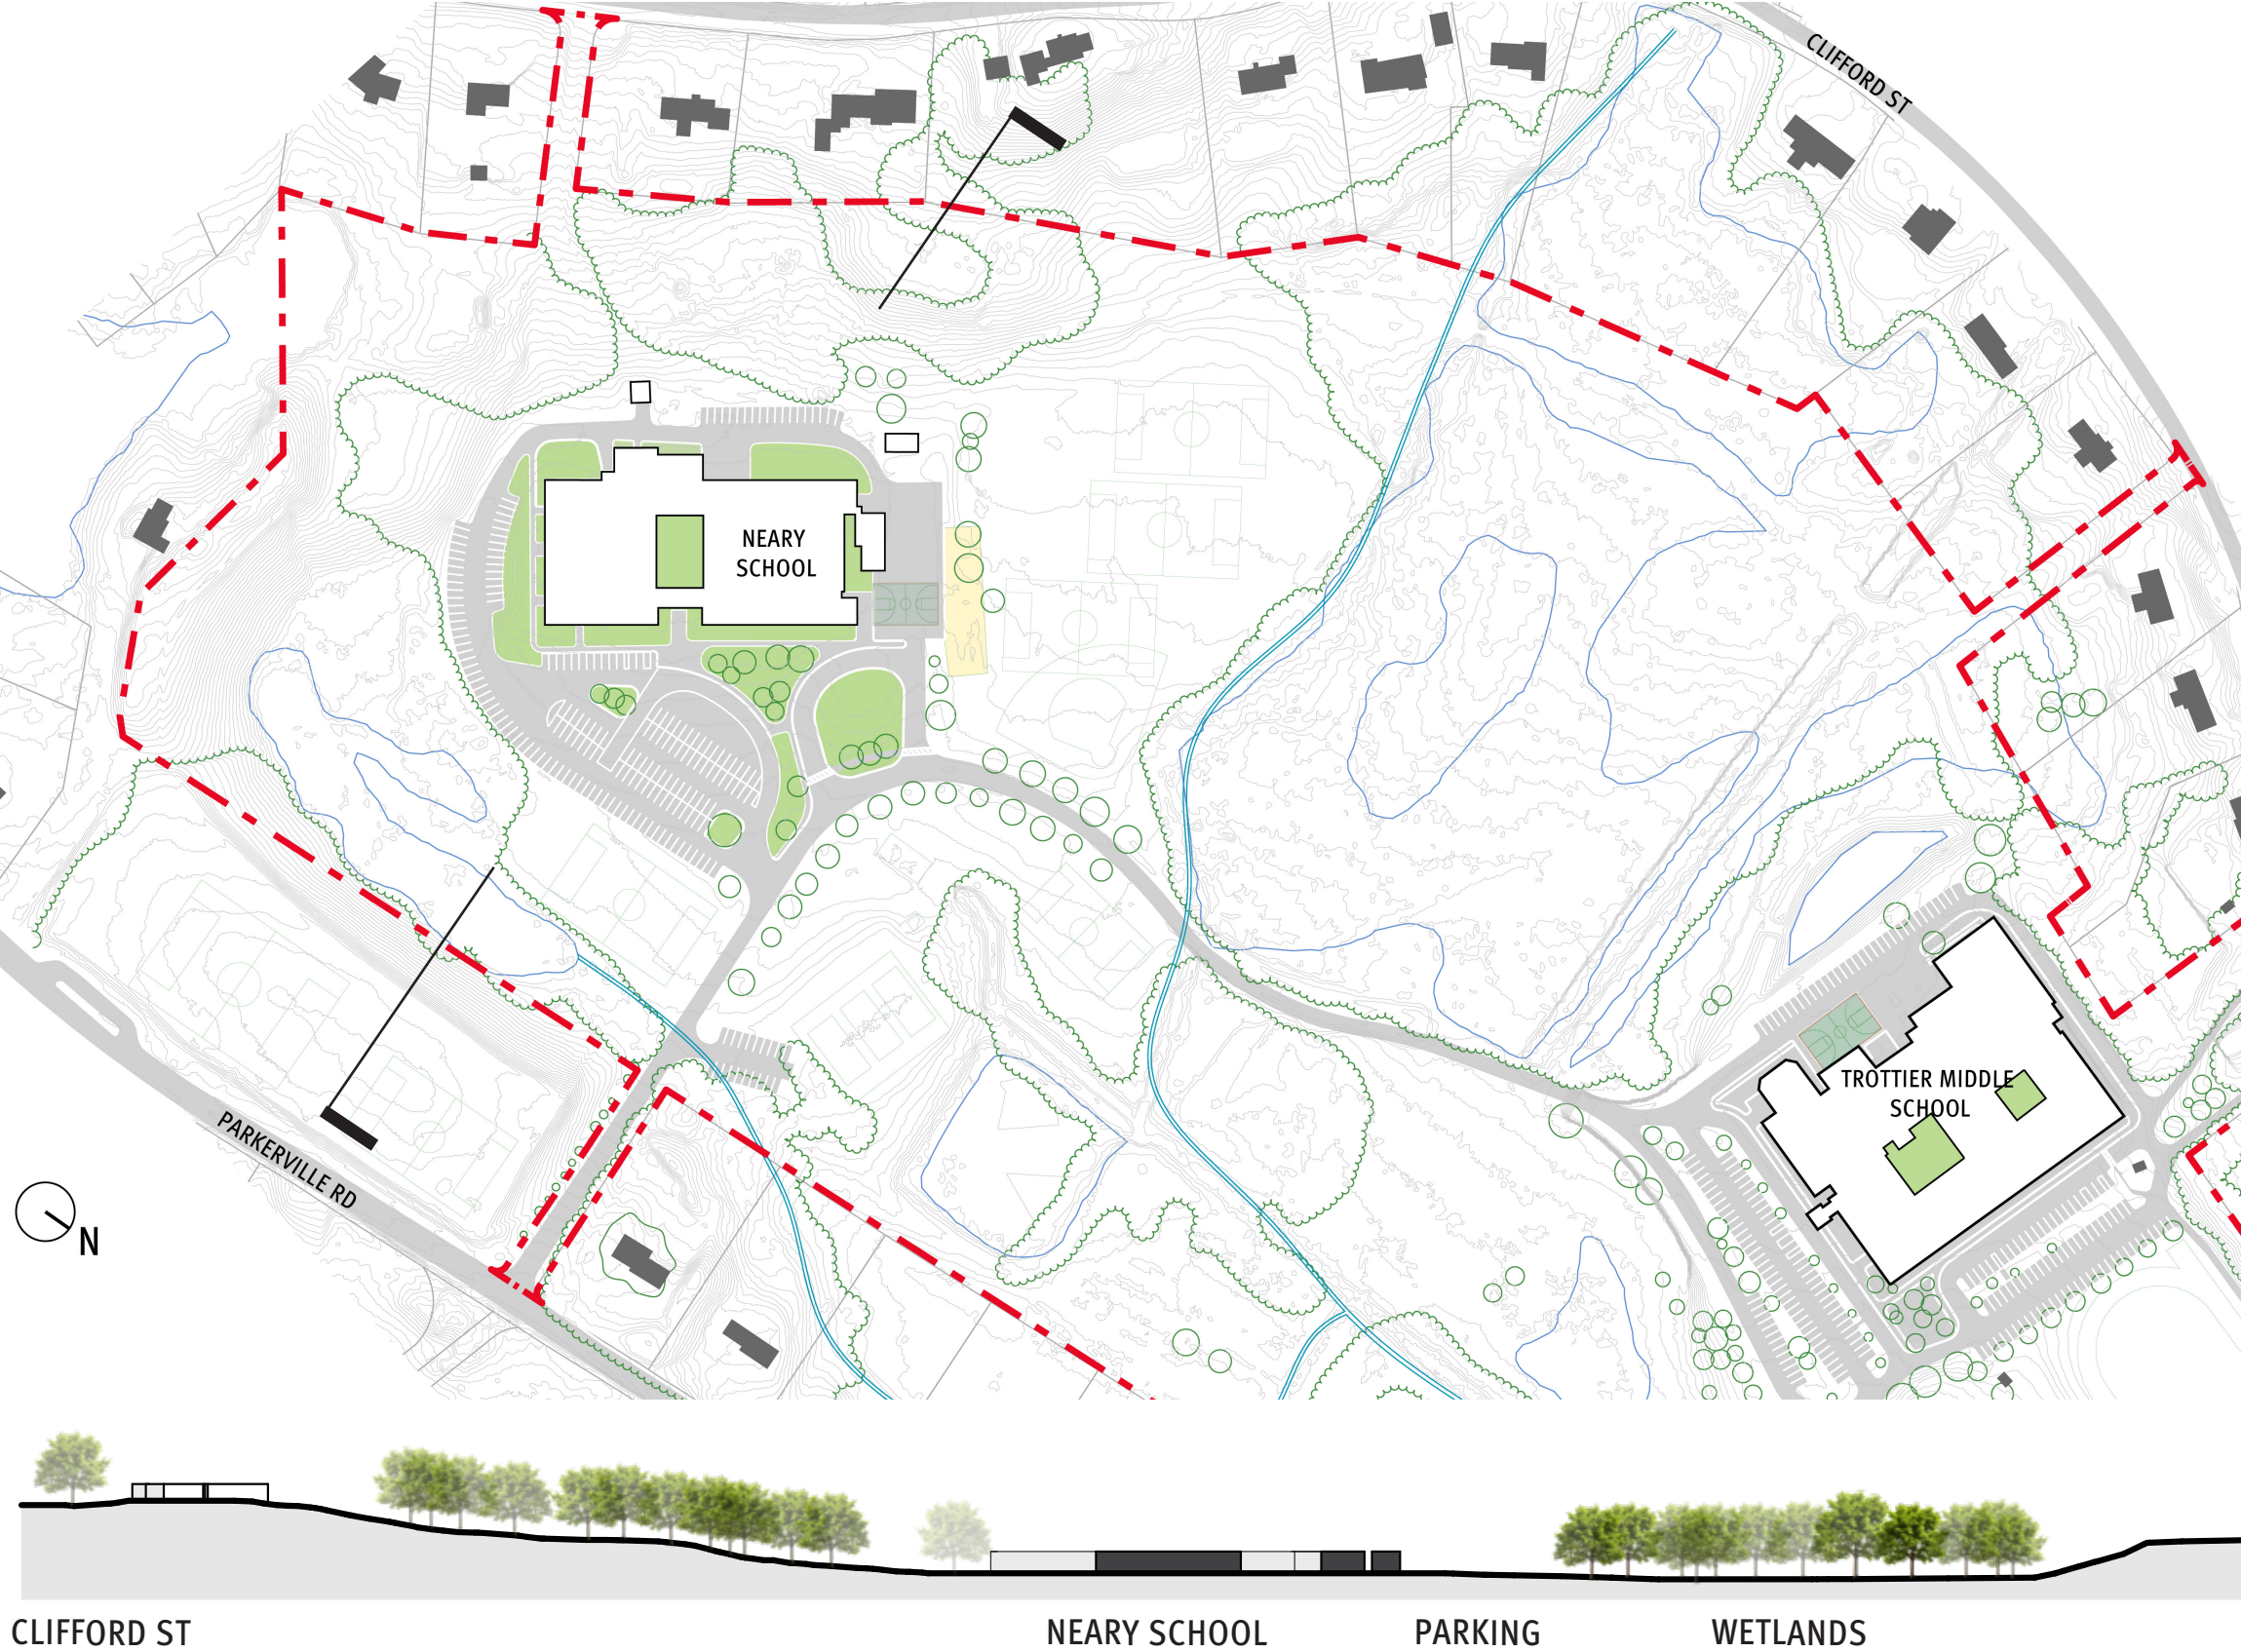 CLIFFORD ST
NEARY
SCHOOL
TROTTIER MIDDLE
SCHOOL
PARKERVILLE RD
N
CLIFFORD ST
NEARY SCHOOL
PARKING
WETLANDS